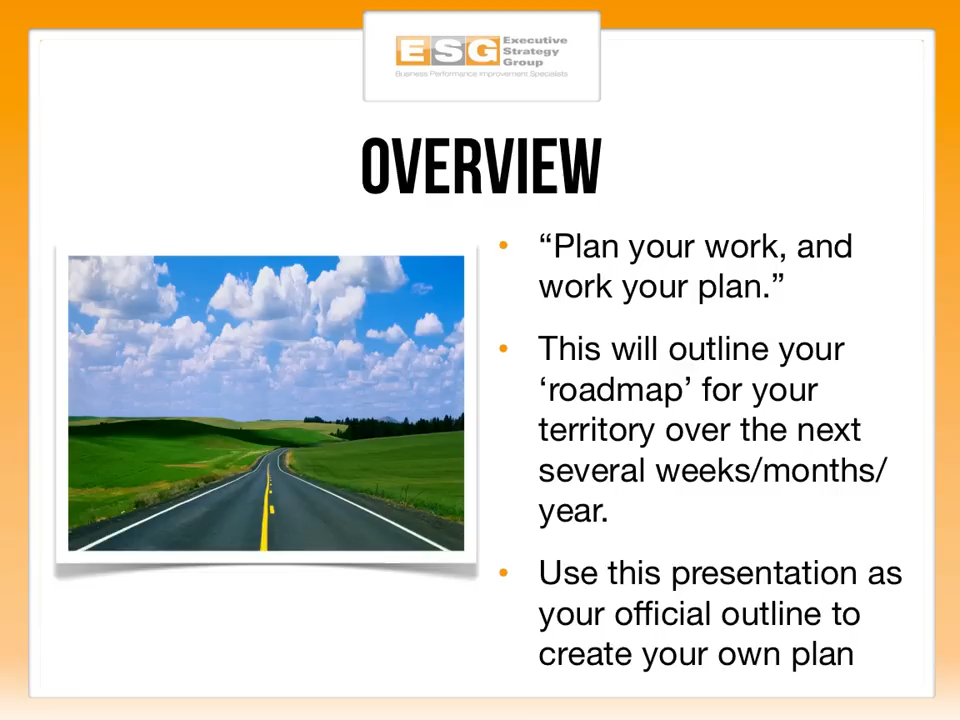 ESG Executive
Strategy
Group
Business Performance Improvement Specialists
OVERVIEW
• “Plan your work, and
work your plan.”
• This will outline your
‘roadmap’ for your
territory over the next
several weeks/months/
year.
• Use this presentation as
your official outline to
create your own plan